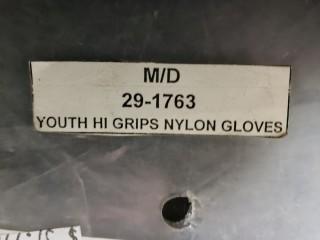 M/D
29-1763
YOUTH HI GRIPS NYLON GLOVES